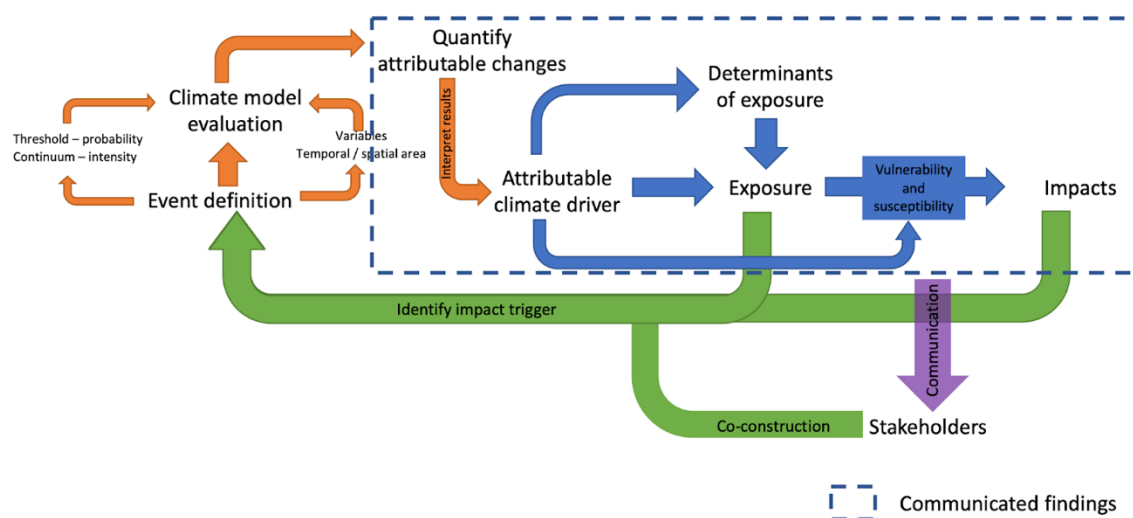 Quantify
attributable changes
Climate model
evaluation
Threshold – probability
Continuum – intensity
Variables
Temporal / spatial area
Event definition
Interpret results
Attributable
climate driver
Determinants
of exposure
Exposure
Vulnerability
and
susceptibility
Impacts
Identify impact trigger
Communication
Co-construction
Stakeholders
Communicated findings